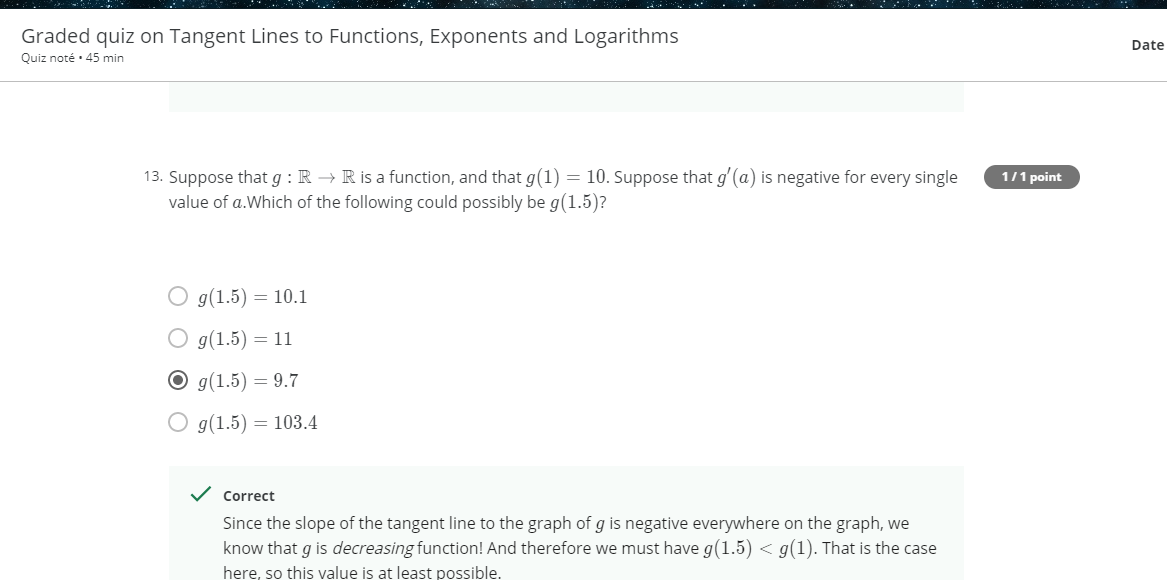 Graded quiz on Tangent Lines to Functions, Exponents and Logarithms
Quiz noté • 45 min
Date
13. Suppose that g : ℝ → ℝ is a function, and that g(1) = 10. Suppose that g′(a) is negative for every single
1 / 1 point
value of a.Which of the following could possibly be g(1.5)?
g(1.5) = 10.1
g(1.5) = 11
g(1.5) = 9.7
g(1.5) = 103.4
Correct
Since the slope of the tangent line to the graph of g is negative everywhere on the graph, we
know that g is decreasing function! And therefore we must have g(1.5) < g(1). That is the case
here, so this value is at least possible.